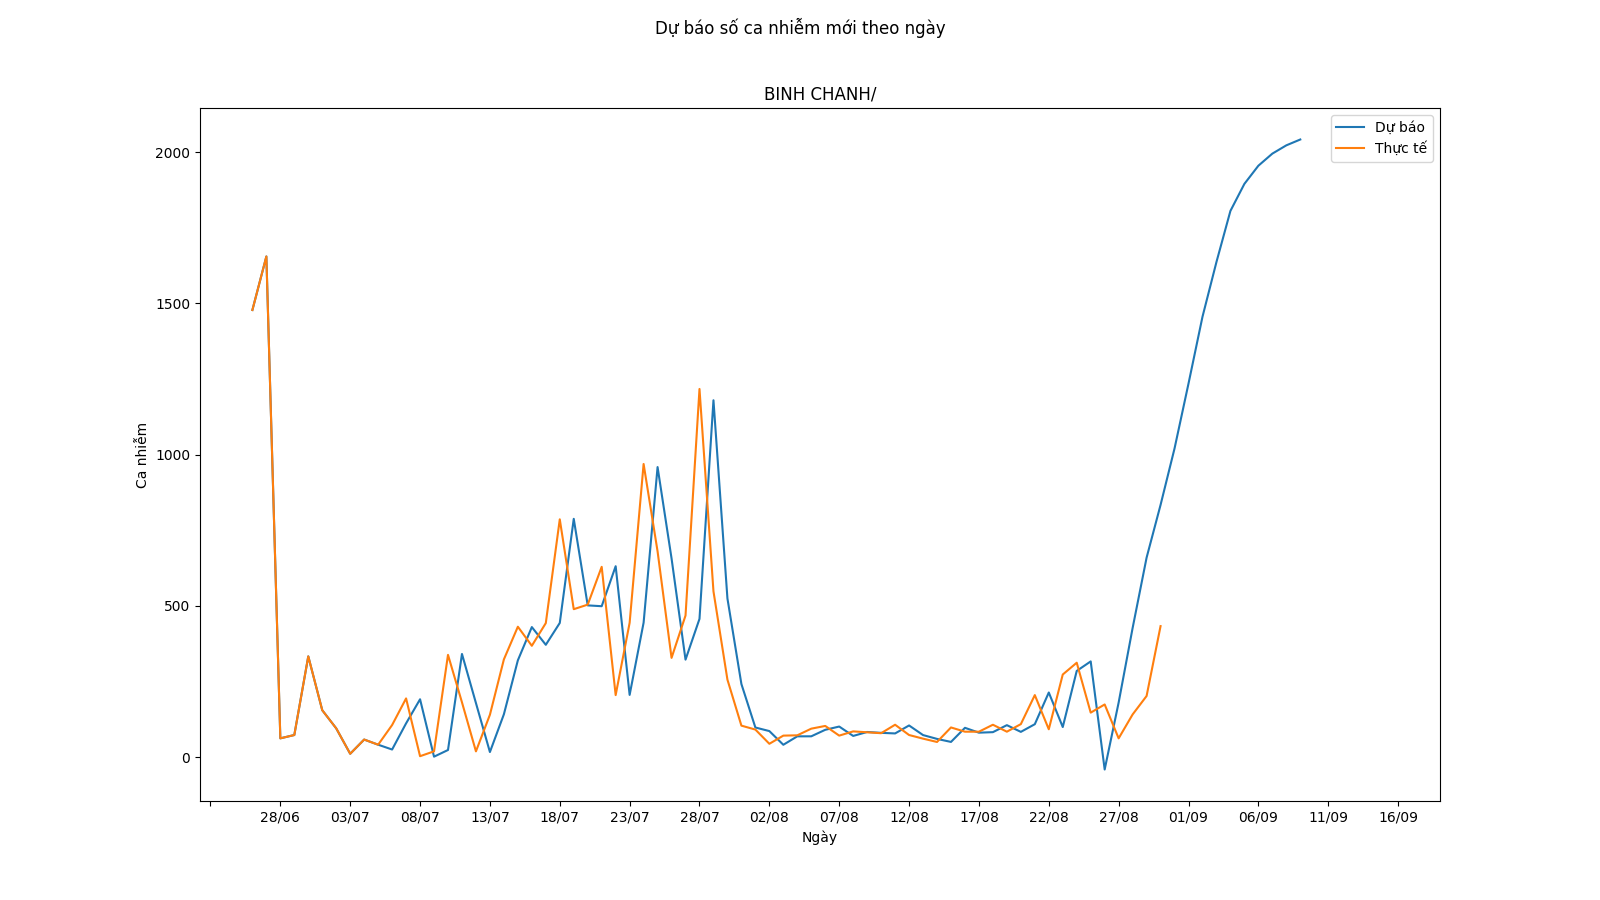 Dự báo số ca nhiễm mới theo ngày
BINH CHANH/
Dự báo
Thực tế
2000
1500
1000
500
0
Ca nhiễm
28/06 03/07 08/07 13/07 18/07 23/07 28/07 02/08 07/08 12/08 17/08 22/08 27/08 01/09 06/09 11/09 16/09
Ngày